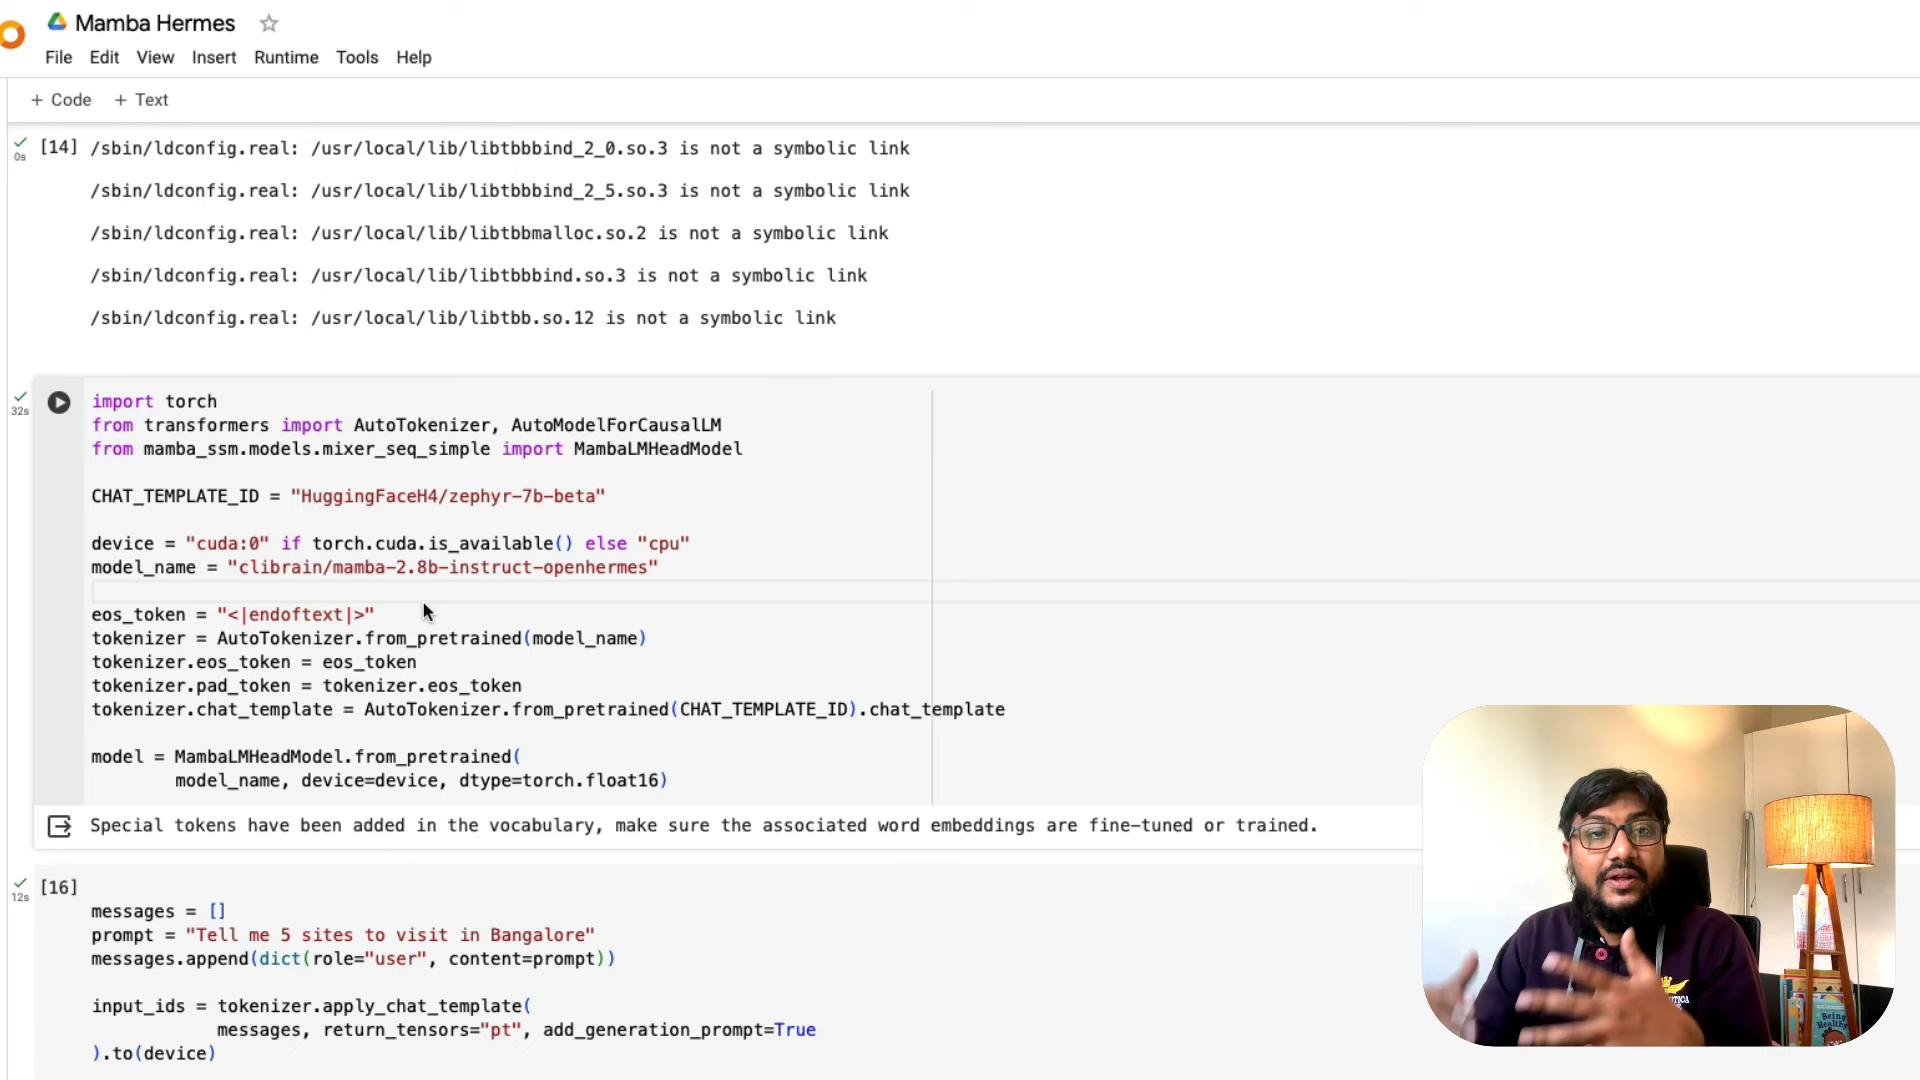 Mamba Hermes
File Edit View Insert Runtime Tools Help
+ Code + Text
[14] /sbin/ldconfig.real: /usr/local/lib/libtbbbind_2_0.so.3 is not a symbolic link
0s
/sbin/ldconfig.real: /usr/local/lib/libtbbbind_2_5.so.3 is not a symbolic link
/sbin/ldconfig.real: /usr/local/lib/libtbbmalloc.so.2 is not a symbolic link
/sbin/ldconfig.real: /usr/local/lib/libtbbbind.so.3 is not a symbolic link
/sbin/ldconfig.real: /usr/local/lib/libtbb.so.12 is not a symbolic link
32s
import torch
from transformers import AutoTokenizer, AutoModelForCausalLM
from mamba_ssm.models.mixer_seq_simple import MambaLMHeadModel
CHAT_TEMPLATE_ID = "HuggingFaceH4/zephyr-7b-beta"
device = "cuda:0" if torch.cuda.is_available() else "cpu"
model_name = "clibrain/mamba-2.8b-instruct-openhermes"
eos_token = "<|endoftext|>"
tokenizer = AutoTokenizer.from_pretrained(model_name)
tokenizer.eos_token = eos_token
tokenizer.pad_token = tokenizer.eos_token
tokenizer.chat_template = AutoTokenizer.from_pretrained(CHAT_TEMPLATE_ID).chat_template
model = MambaLMHeadModel.from_pretrained(
model_name, device=device, dtype=torch.float16)
Special tokens have been added in the vocabulary, make sure the associated word embeddings are fine-tuned or trained.
[16]
12s
messages = []
prompt = "Tell me 5 sites to visit in Bangalore"
messages.append(dict(role="user", content=prompt))
input_ids = tokenizer.apply_chat_template(
messages, return_tensors="pt", add_generation_prompt=True
).to(device)
Being
Healthy